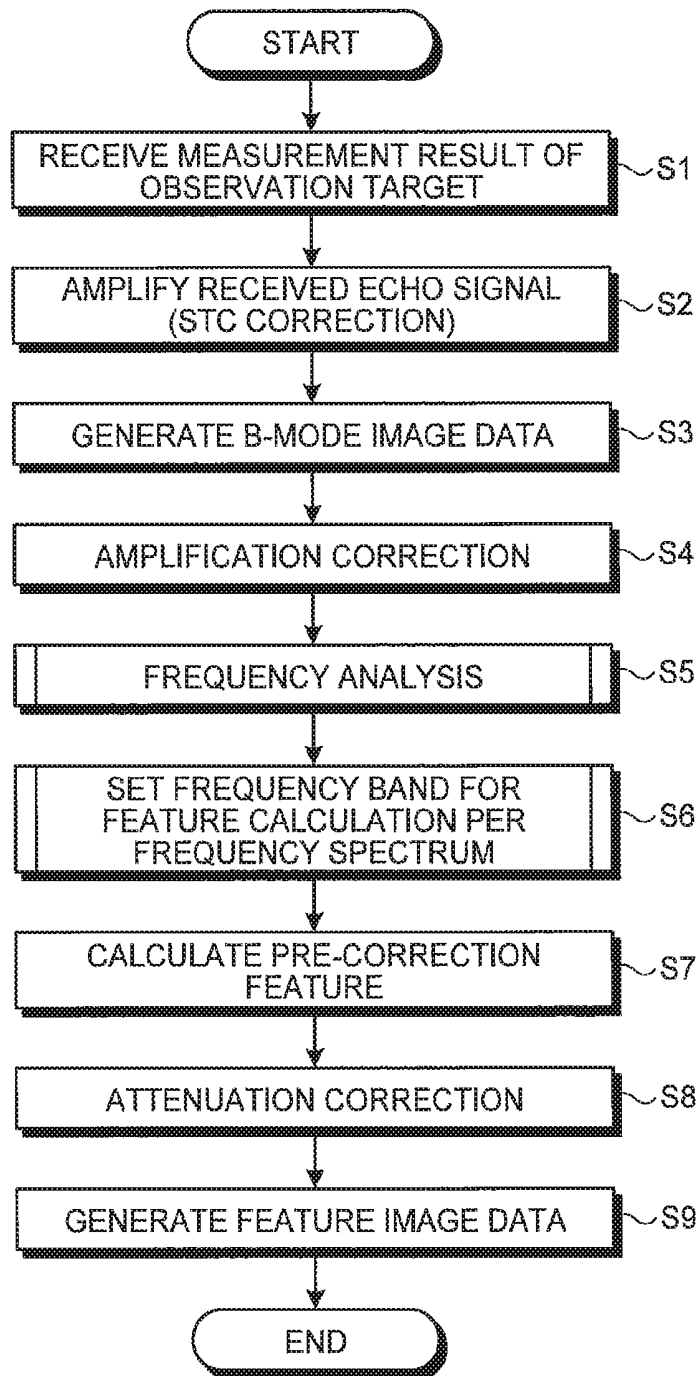 START
RECEIVE MEASUREMENT RESULT OF
OBSERVATION TARGET
S1
AMPLIFY RECEIVED ECHO SIGNAL
(STC CORRECTION)
S2
GENERATE B-MODE IMAGE DATA
S3
AMPLIFICATION CORRECTION
S4
FREQUENCY ANALYSIS
S5
SET FREQUENCY BAND FOR
FEATURE CALCULATION PER
FREQUENCY SPECTRUM
S6
CALCULATE PRE-CORRECTION
FEATURE
S7
ATTENUATION CORRECTION
S8
GENERATE FEATURE IMAGE DATA
S9
END